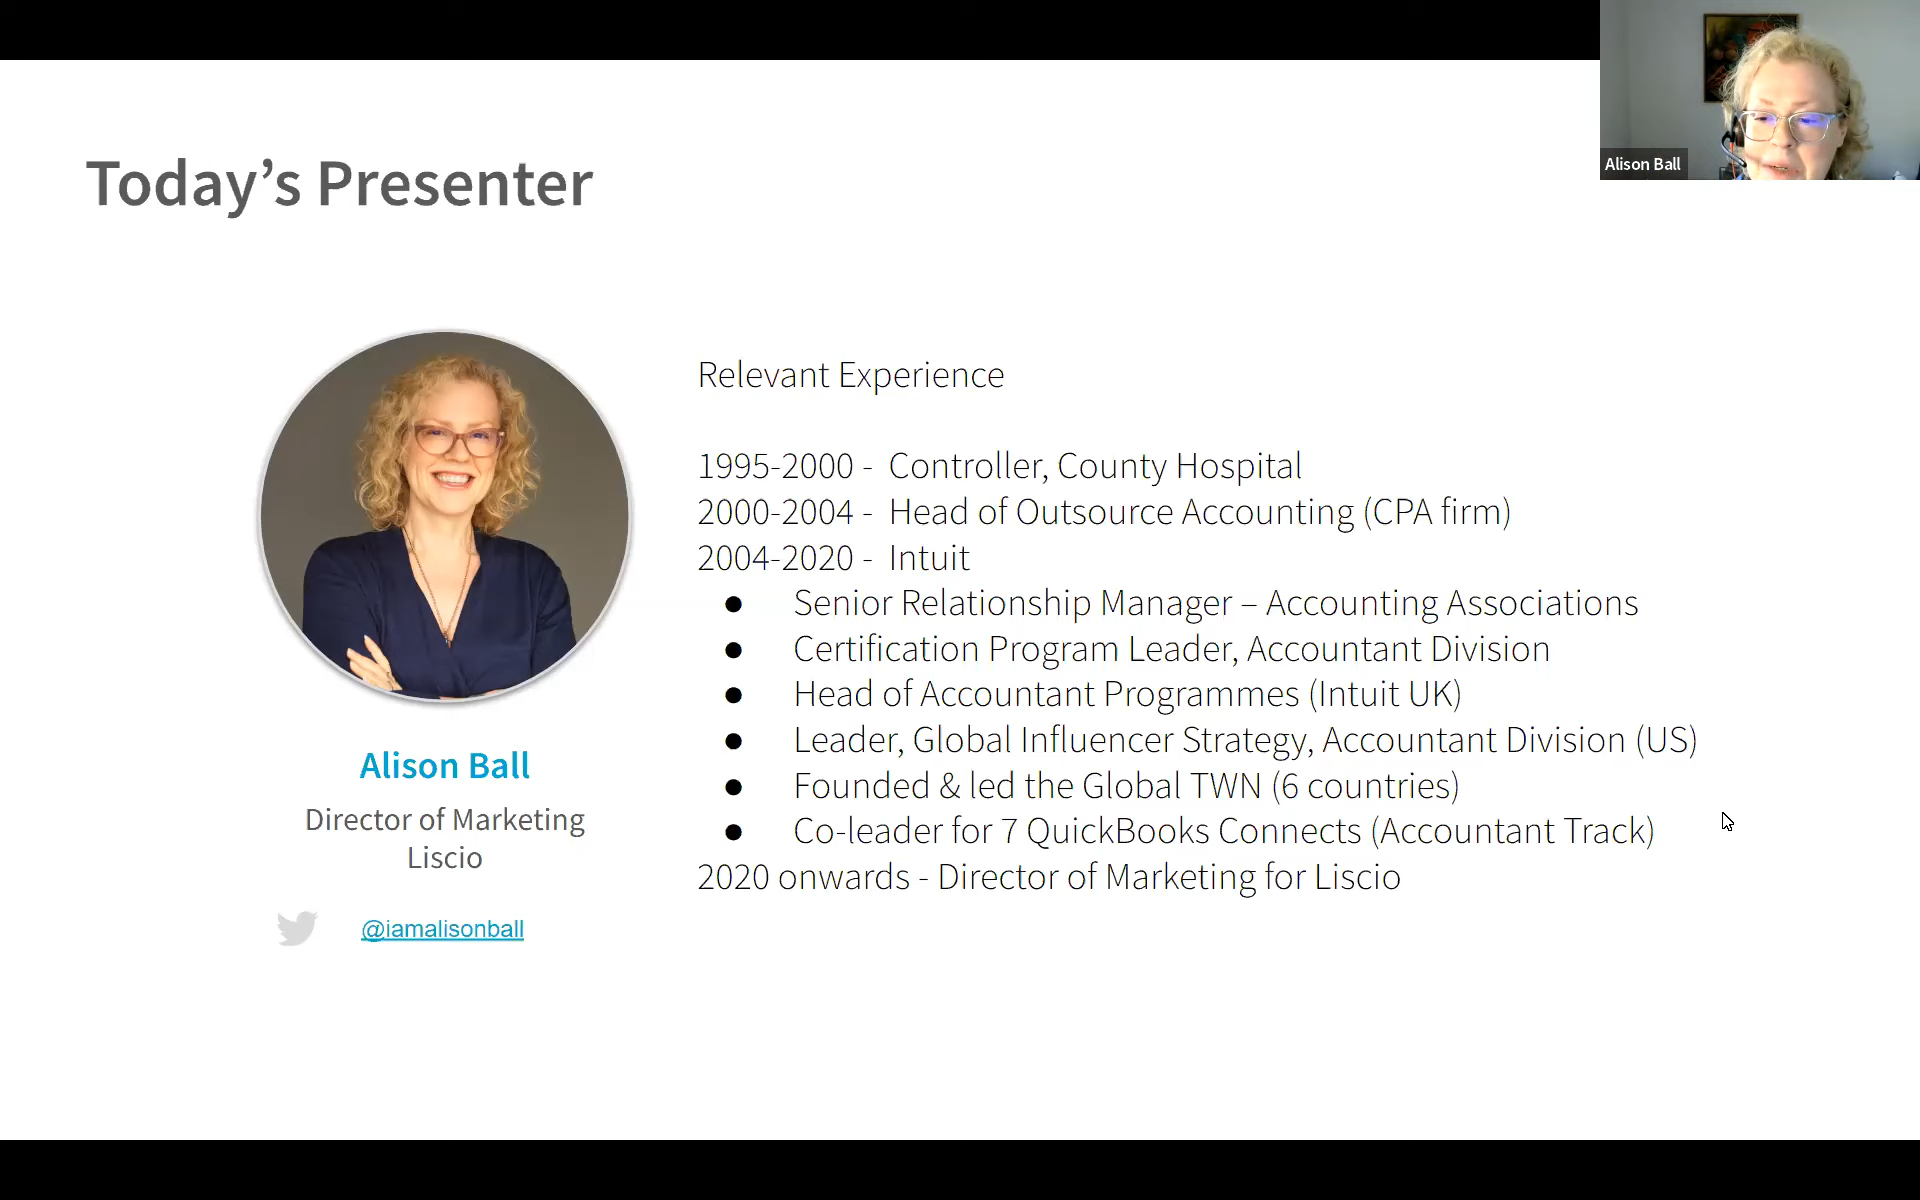 Today’s Presenter
Alison Ball
Relevant Experience
1995-2000 - Controller, County Hospital
2000-2004 - Head of Outsource Accounting (CPA firm)
2004-2020 - Intuit
● Senior Relationship Manager – Accounting Associations
● Certification Program Leader, Accountant Division
● Head of Accountant Programmes (Intuit UK)
● Leader, Global Influencer Strategy, Accountant Division (US)
● Founded & led the Global TWN (6 countries)
● Co-leader for 7 QuickBooks Connects (Accountant Track)
2020 onwards - Director of Marketing for Liscio
Alison Ball
Director of Marketing
Liscio
@iamalisonball